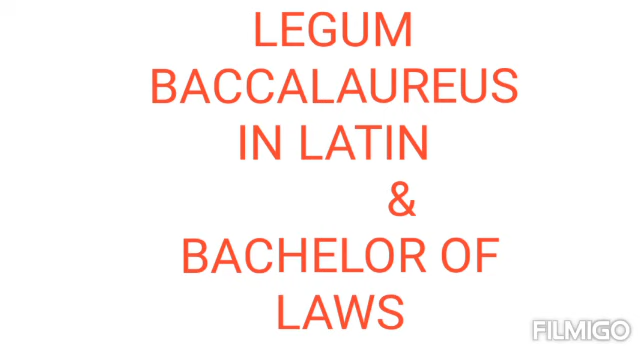 LEGUM
BACCALAUREUS
IN LATIN
&
BACHELOR OF
LAWS
FILMIGO